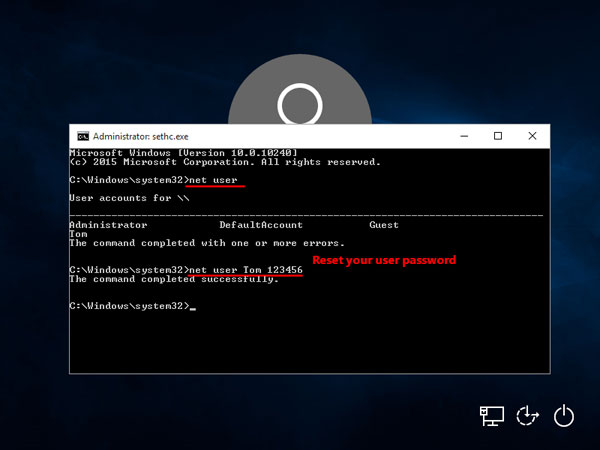 Administrator: sethc.exe
Microsoft Windows [Version 10.0.10240]
(c) 2015 Microsoft Corporation. All rights reserved.
C:\Windows\system32>net user
User accounts for \\
-------------------------------------------------------------------------------
Administrator DefaultAccount Guest
Tom
The command completed with one or more errors.
Reset your user password
C:\Windows\system32>net user Tom 123456
The command completed successfully.
C:\Windows\system32>_